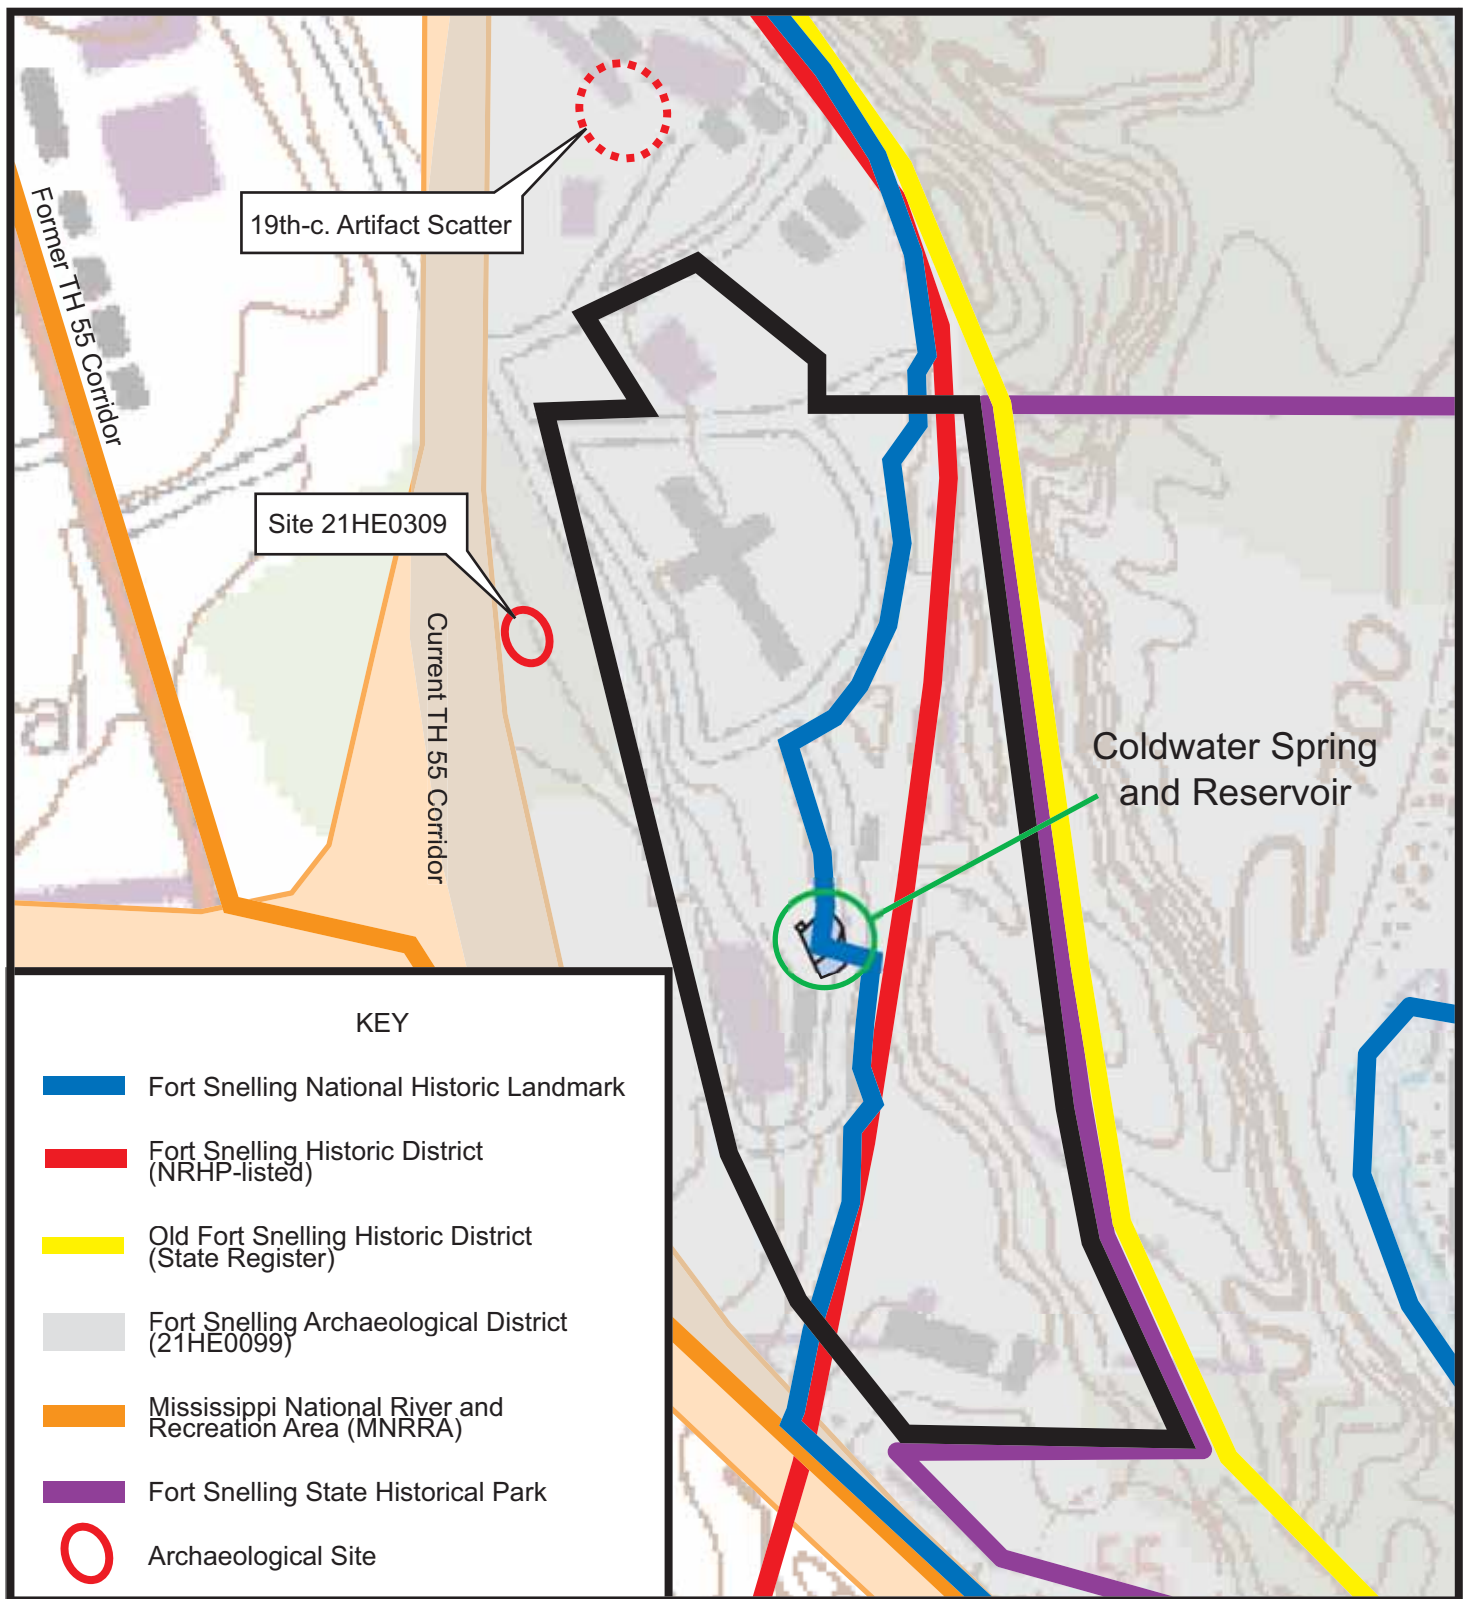 19th-c. Artifact Scatter
Former TH 55 Corridor
Site 21HE0309
Current TH 55 Corridor
Coldwater Spring
and Reservoir
KEY
Fort Snelling National Historic Landmark
Fort Snelling Historic District
(NRHP-listed)
Old Fort Snelling Historic District
(State Register)
Fort Snelling Archaeological District
(21HE0099)
Mississippi National River and
Recreation Area (MNRRA)
Fort Snelling State Historical Park
Archaeological Site